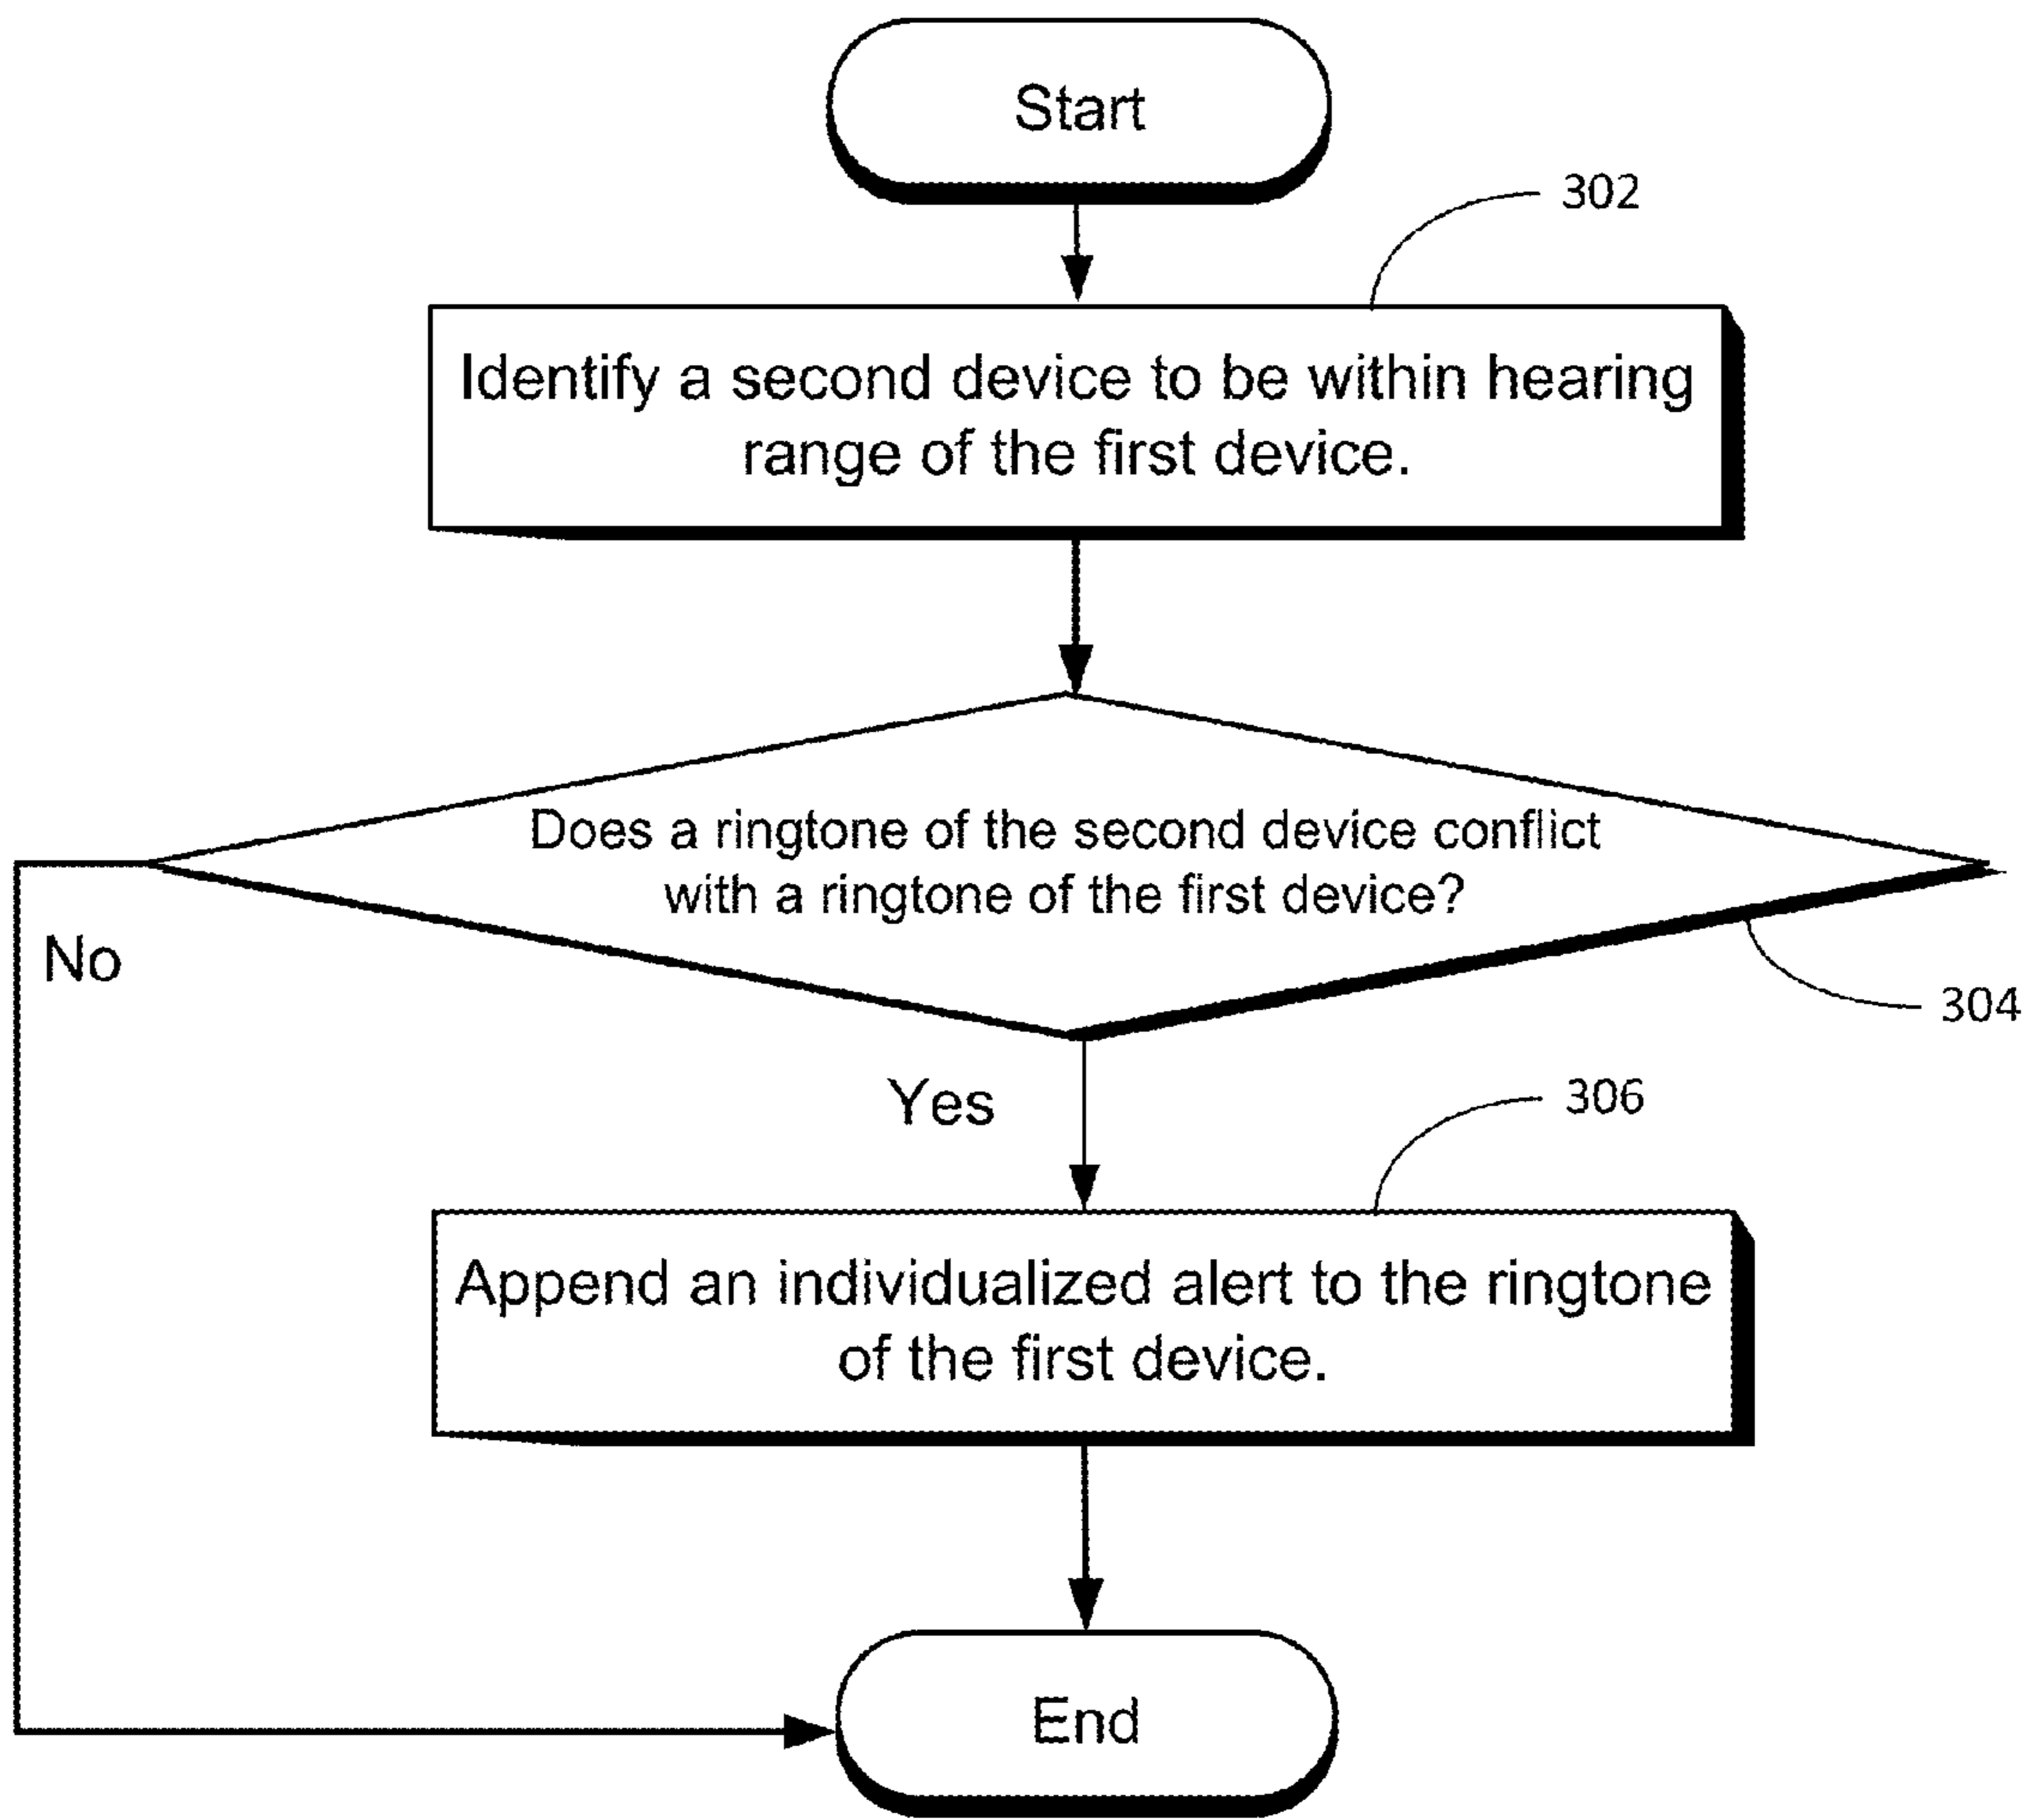 Start
302
Identify a second device to be within hearing
range of the first device.
Does a ringtone of the second device conflict
with a ringtone of the first device?
No
304
Yes
306
Append an individualized alert to the ringtone
of the first device.
End